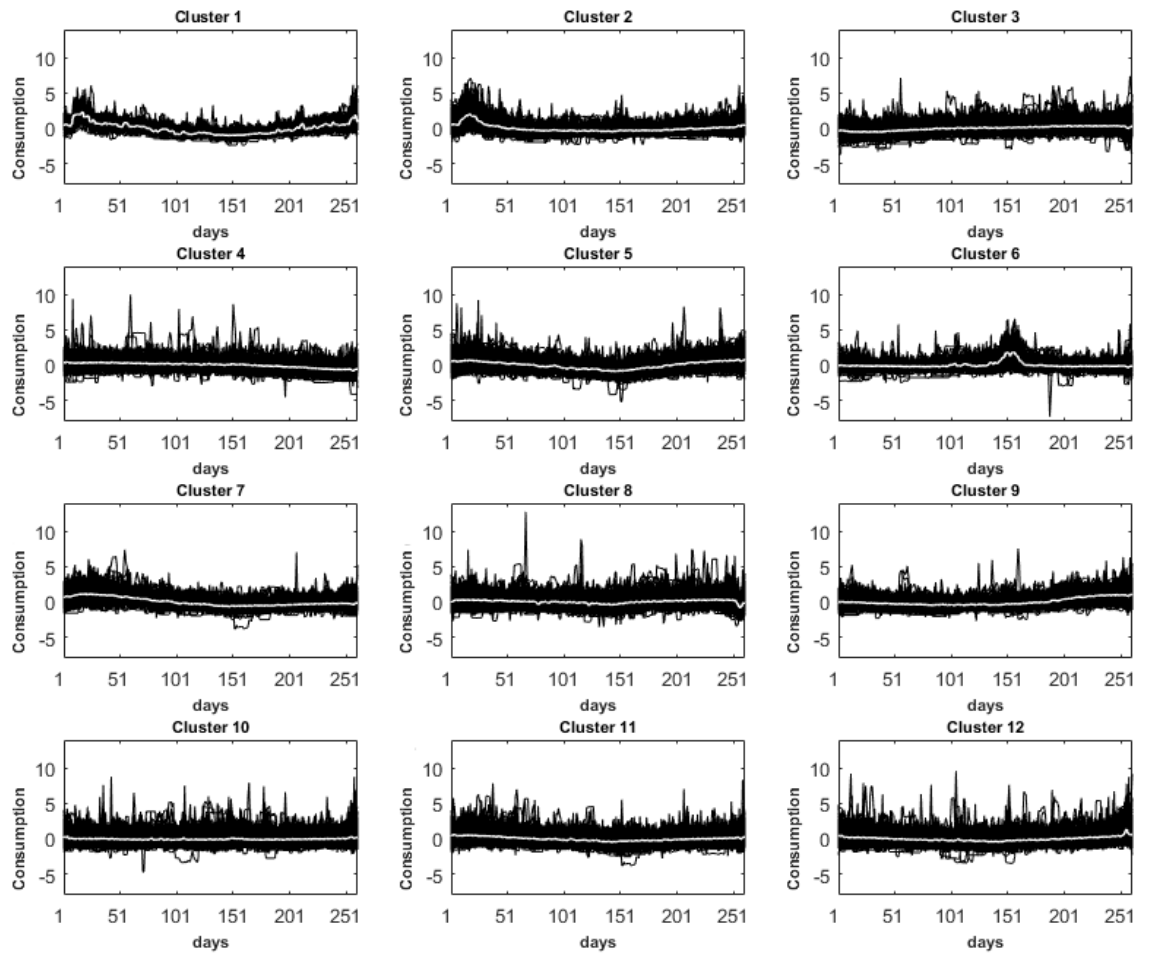 Cluster 1 Cluster 2 Cluster 3
10 10 10
5 5 5
0 0 0
-5 -5 -5
Consumption Consumption Consumption
1 51 101 151 201 251 1 51 101 151 201 251 1 51 101 151 201 251
days days days
Cluster 4 Cluster 5 Cluster 6
10 10 10
5 5 5
0 0 0
-5 -5 -5
Consumption Consumption Consumption
1 51 101 151 201 251 1 51 101 151 201 251 1 51 101 151 201 251
days days days
Cluster 7 Cluster 8 Cluster 9
10 10 10
5 5 5
0 0 0
-5 -5 -5
Consumption Consumption Consumption
1 51 101 151 201 251 1 51 101 151 201 251 1 51 101 151 201 251
days days days
Cluster 10 Cluster 11 Cluster 12
10 10 10
5 5 5
0 0 0
-5 -5 -5
Consumption Consumption Consumption
1 51 101 151 201 251 1 51 101 151 201 251 1 51 101 151 201 251
days days days